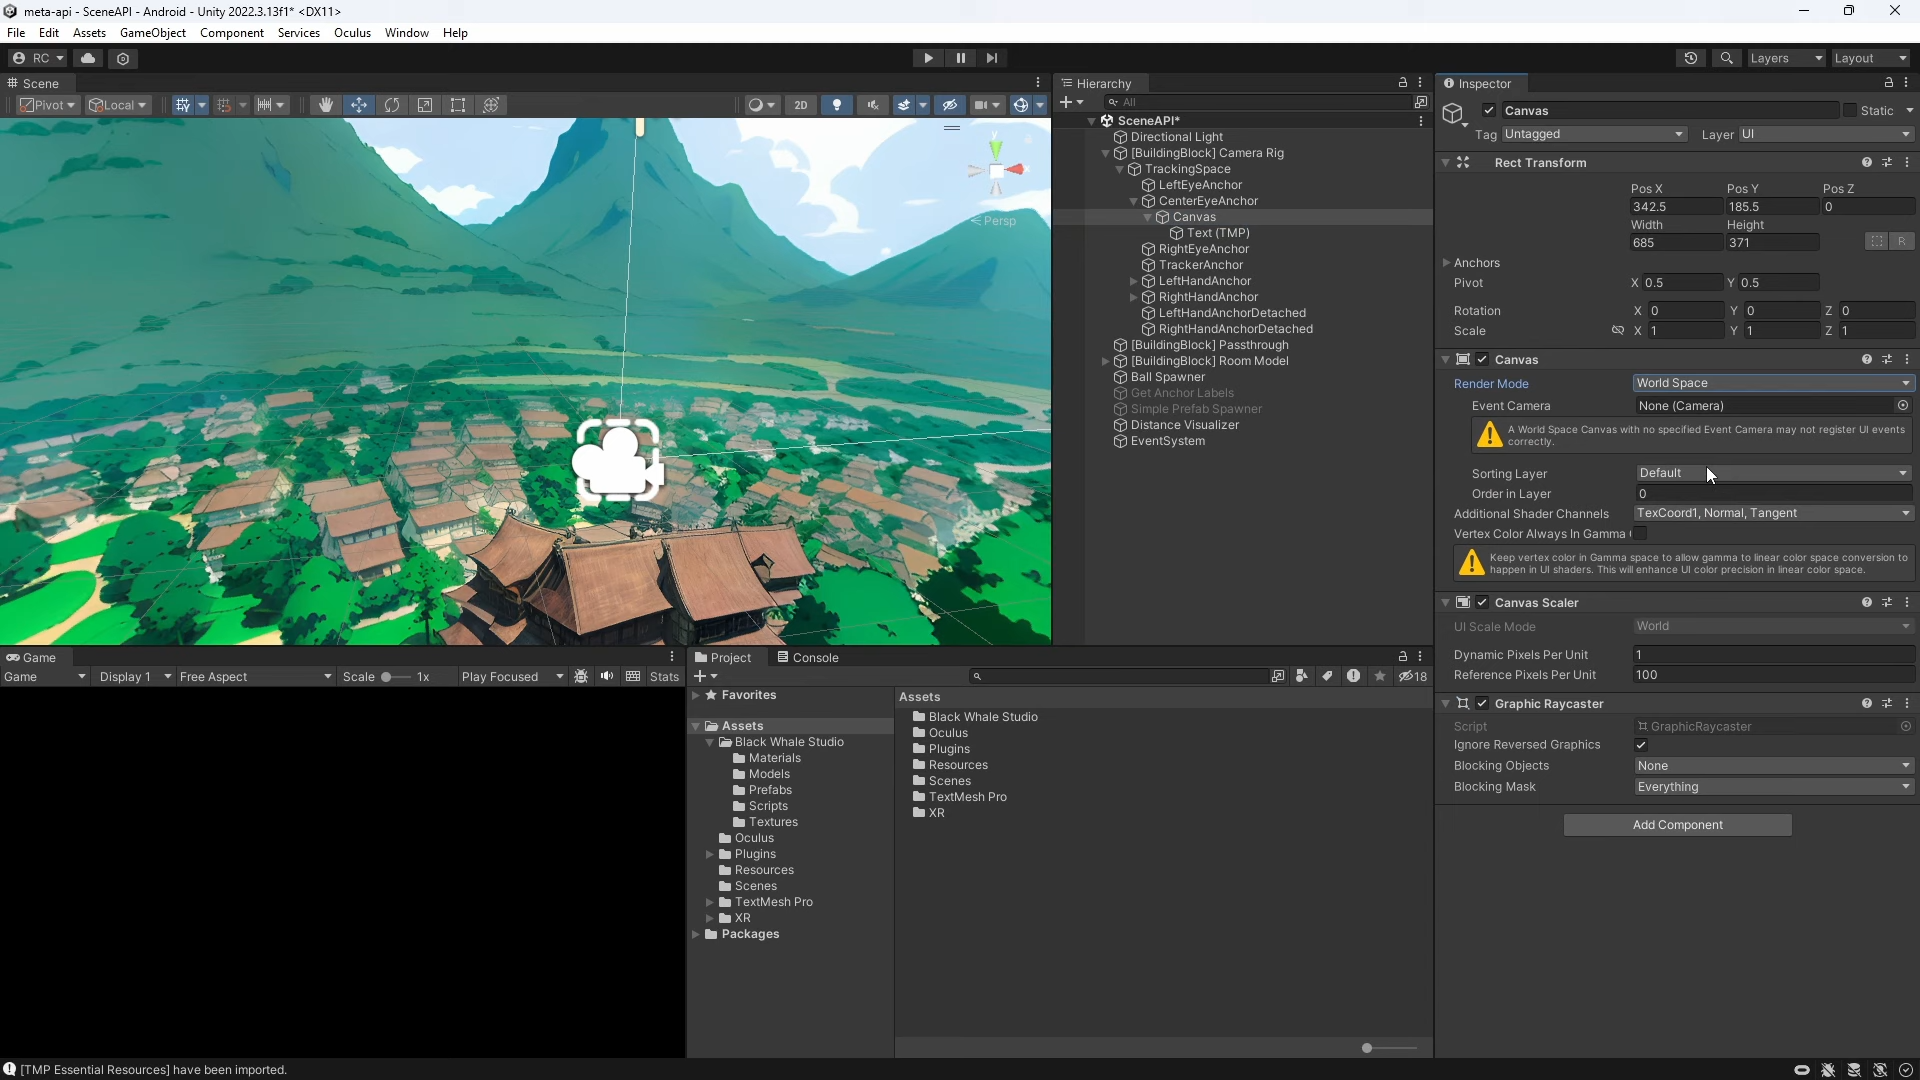 meta-api - SceneAPI - Android - Unity 2022.3.13f1* <DX11>
File Edit Assets GameObject Component Services Oculus Window Help
RC
Layers Layout
Scene
Pivot Local
2D
y
Persp
Hierarchy
All
SceneAPI*
Directional Light
[BuildingBlock] Camera Rig
TrackingSpace
LeftEyeAnchor
CenterEyeAnchor
Canvas
Text (TMP)
RightEyeAnchor
TrackerAnchor
LeftHandAnchor
RightHandAnchor
LeftHandAnchorDetached
RightHandAnchorDetached
[BuildingBlock] Passthrough
[BuildingBlock] Room Model
Ball Spawner
Get Anchor Labels
Simple Prefab Spawner
Distance Visualizer
EventSystem
Inspector
Canvas Static
Tag Untagged Layer UI
Rect Transform
Pos X Pos Y Pos Z
342.5 185.5 0
Width Height
685 371 R
Anchors
Pivot X 0.5 Y 0.5
Rotation X 0 Y 0 Z 0
Scale X 1 Y 1 Z 1
Canvas
Render Mode World Space
Event Camera None (Camera)
A World Space Canvas with no specified Event Camera may not register UI events
correctly.
Sorting Layer Default
Order in Layer 0
Additional Shader Channels TexCoord1, Normal, Tangent
Vertex Color Always In Gamma
Keep vertex color in Gamma space to allow gamma to linear color space conversion to
happen in UI shaders. This will enhance UI color precision in linear color space.
Canvas Scaler
UI Scale Mode World
Dynamic Pixels Per Unit 1
Reference Pixels Per Unit 100
Graphic Raycaster
Script GraphicRaycaster
Ignore Reversed Graphics
Blocking Objects None
Blocking Mask Everything
Add Component
Game
Game Display 1 Free Aspect Scale 1x Play Focused Stats
Project Console
18
Favorites
Assets
Black Whale Studio
Materials
Models
Prefabs
Scripts
Textures
Oculus
Plugins
Resources
Scenes
TextMesh Pro
XR
Packages
Assets
Black Whale Studio
Oculus
Plugins
Resources
Scenes
TextMesh Pro
XR
[TMP Essential Resources] have been imported.